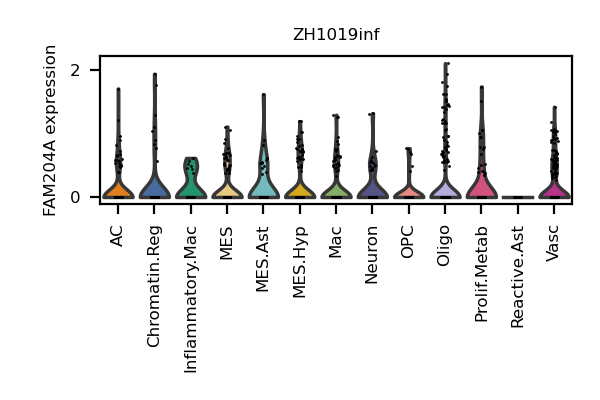 ZH1019inf
FAM204A expression
2
0
AC
Chromatin.Reg
Inflammatory.Mac
MES
MES.Ast
MES.Hyp
Mac
Neuron
OPC
Oligo
Prolif.Metab
Reactive.Ast
Vasc